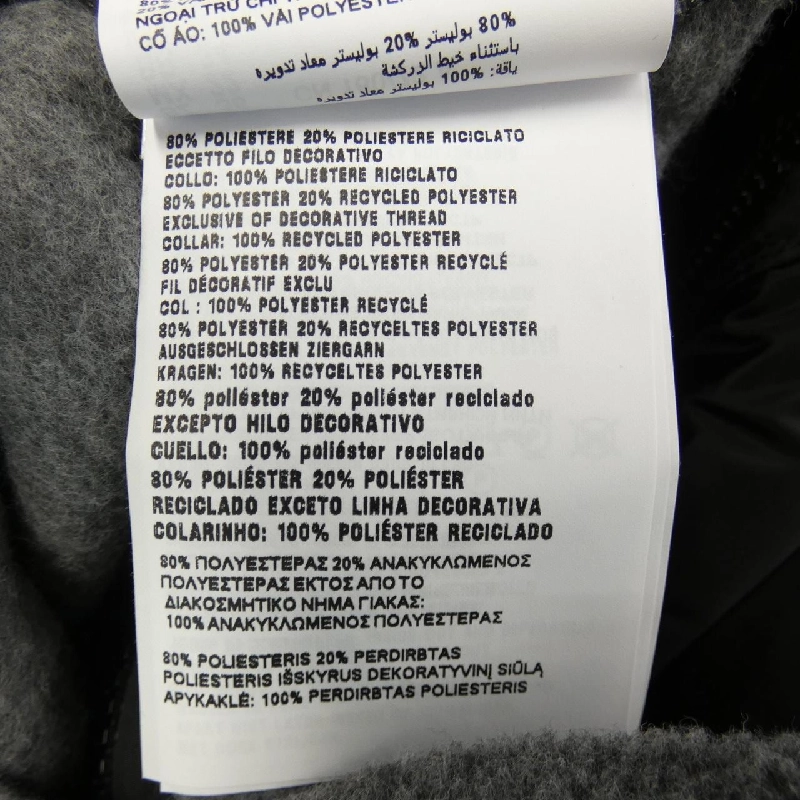 NGOẠI TRỪ CHỈ
CỔ ÁO: 100% VẢI POLYESTER
80% بوليستر 20% بوليستر معاد تدويره
باستثناء خيط الزركشة
ياقة: 100% بوليستر معاد تدويره
80% POLIESTERE 20% POLIESTERE RICICLATO
ECCETTO FILO DECORATIVO
COLLO: 100% POLIESTERE RICICLATO
80% POLYESTER 20% RECYCLED POLYESTER
EXCLUSIVE OF DECORATIVE THREAD
COLLAR: 100% RECYCLED POLYESTER
80% POLYESTER 20% POLYESTER RECYCLÉ
FIL DÉCORATIF EXCLU
COL : 100% POLYESTER RECYCLÉ
80% POLYESTER 20% RECYCELTES POLYESTER
AUSGESCHLOSSEN ZIERGARN
KRAGEN: 100% RECYCELTES POLYESTER
80% poliéster 20% poliéster reciclado
EXCEPTO HILO DECORATIVO
CUELLO: 100% poliéster reciclado
80% POLIÉSTER 20% POLIÉSTER
RECICLADO EXCETO LINHA DECORATIVA
COLARINHO: 100% POLIÉSTER RECICLADO
80% ΠΟΛΥΕΣΤΕΡΑΣ 20% ΑΝΑΚΥΚΛΩΜΕΝΟΣ
ΠΟΛΥΕΣΤΕΡΑΣ ΕΚΤΟΣ ΑΠΟ ΤΟ
ΔΙΑΚΟΣΜΗΤΙΚΟ ΝΗΜΑ ΓΙΑΚΑΣ:
100% ΑΝΑΚΥΚΛΩΜΕΝΟΣ ΠΟΛΥΕΣΤΕΡΑΣ
80% POLIESTERIS 20% PERDIRBTAS
POLIESTERIS IŠSKYRUS DEKORATYVINĮ SIŪLĄ
APYKAKLĖ: 100% PERDIRBTAS POLIESTERIS